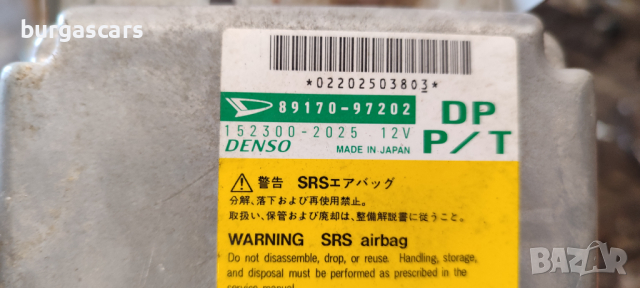 burgascars
*02202503803*
89170-97202
DP
152300-2025 12V
P/T
DENSO MADE IN JAPAN
警告 SRSエアバッグ
分解、落下および再使用禁止。
取扱い、保管および廃却は、整備解説書に従うこと。
WARNING SRS airbag
Do not disassemble, drop, or reuse. Handling, storage,
and disposal must be performed as prescribed in the
service manual.
BAZAR